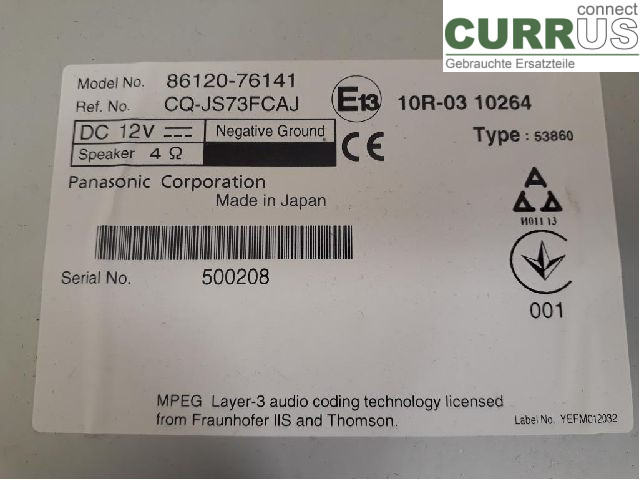 connect
CURRUS
Gebrauchte Ersatzteile
Model No. 86120-76141
Ref. No. CQ-JS73FCAJ
E13 10R-03 10264
DC 12V Negative Ground
Speaker 4 Ω
CE
Type : 53860
Panasonic Corporation
Made in Japan
Serial No. 500208
001
MPEG Layer-3 audio coding technology licensed
from Fraunhofer IIS and Thomson.
Label No. YEFM012032